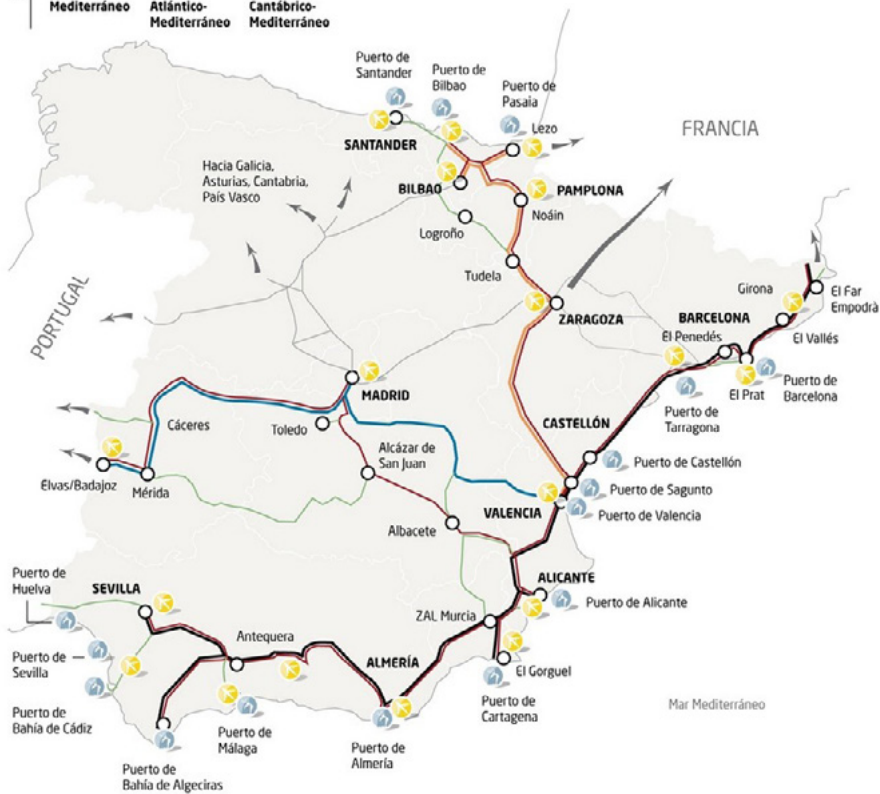 Mediterráneo
Atlántico-
Mediterráneo
Cantábrico-
Mediterráneo
Puerto de
Santander
Puerto de
Bilbao
Puerto de
Pasaia
Lezo
FRANCIA
SANTANDER
Hacia Galicia,
Asturias, Cantabria,
País Vasco
BILBAO
PAMPLONA
Noáin
Logroño
Tudela
PORTUGAL
ZARAGOZA
Girona
El Far
Empodrà
BARCELONA
El Penedés
El Vallés
El Prat
Puerto de
Barcelona
Puerto de
Tarragona
MADRID
Toledo
Cáceres
Alcázar de
San Juan
CASTELLÓN
Puerto de Castellón
Puerto de Sagunto
Élvas/Badajoz
Mérida
VALENCIA
Puerto de Valencia
Albacete
Puerto de
Huelva
SEVILLA
ALICANTE
Puerto de Alicante
ZAL Murcia
Puerto de
Sevilla
Antequera
ALMERÍA
El Gorguel
Puerto de
Cartagena
Mar Mediterráneo
Puerto de
Bahía de Cádiz
Puerto de
Málaga
Puerto de
Almería
Puerto de
Bahía de Algeciras